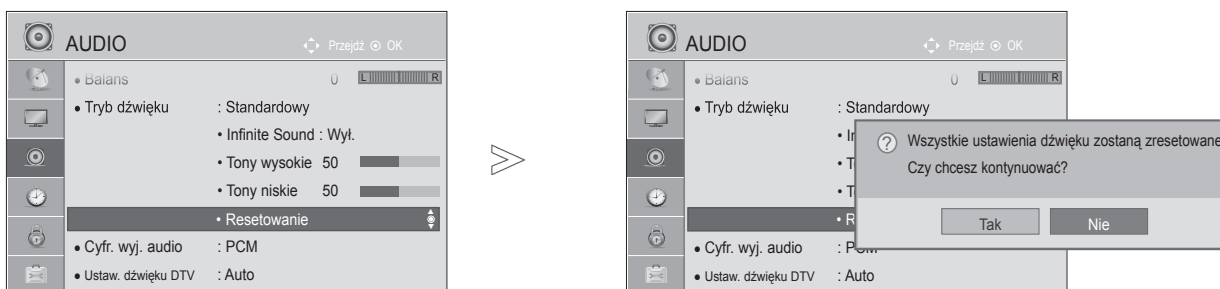 AUDIO
Przejdź OK
• Balans 0 L R
• Tryb dźwięku : Standardowy
• Infinite Sound : Wył.
• Tony wysokie 50
• Tony niskie 50
• Resetowanie
• Cyfr. wyj. audio : PCM
• Ustaw. dźwięku DTV : Auto
AUDIO
Przejdź OK
• Balans 0 L R
• Tryb dźwięku : Standardowy
? Wszystkie ustawienia dźwięku zostaną zresetowane
Czy chcesz kontynuować?
Tak Nie
• Cyfr. wyj. audio
• Ustaw. dźwięku DTV : Auto